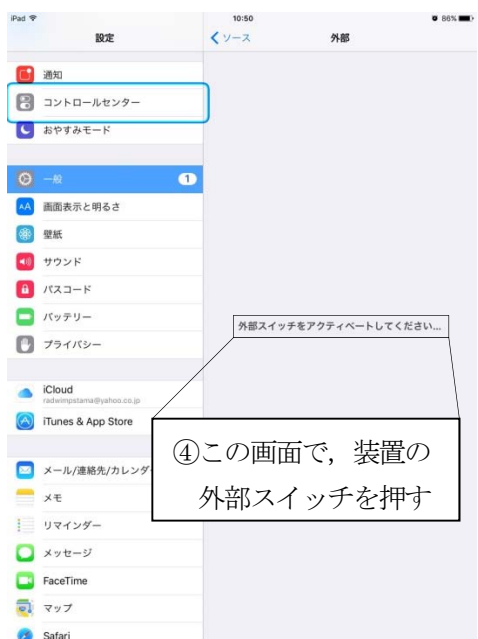 iPad
10:50
86%
設定
ソース
外部
通知
コントロールセンター
おやすみモード
一般
1
AA
画面表示と明るさ
壁紙
サウンド
パスコード
バッテリー
プライバシー
iCloud
radwimpstama@yahoo.co.jp
iTunes & App Store
メール/連絡先/カレンダ
メモ
リマインダー
メッセージ
FaceTime
マップ
Safari
外部スイッチをアクティベートしてください...
④この画面で，装置の
外部スイッチを押す